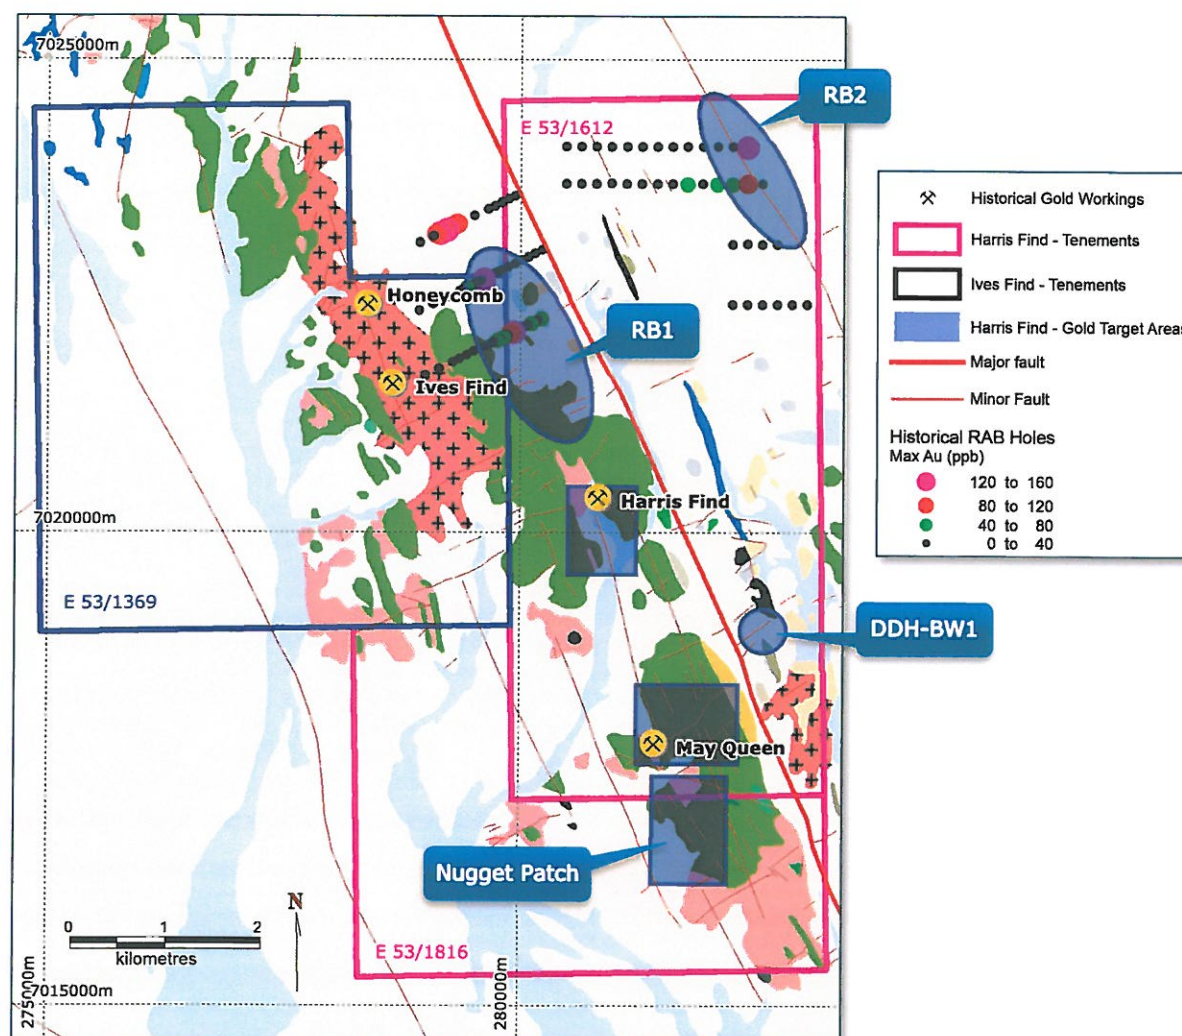 7025000m
RB2
E 53/1612
Historical Gold Workings
Harris Find - Tenements
Ives Find - Tenements
Harris Find - Gold Target Areas
Major fault
Minor Fault
Historical RAB Holes
Max Au (ppb)
120 to 160
80 to 120
40 to 80
0 to 40
Honeycomb
RB1
Ives Find
Harris Find
7020000m
E 53/1369
DDH-BW1
May Queen
Nugget Patch
0 1 2
kilometres
N
E 53/1816
275000m
7015000m
280000m